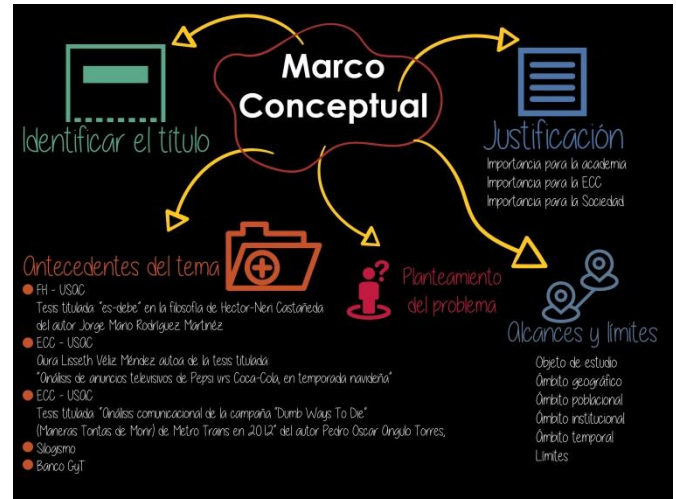 Marco
Conceptual
Identificar el título
Justificación
Importancia para la academia
Importancia para la ECC
Importancia para la Sociedad
Antecedentes del tema
FH - USAC
Tesis titulada: "es-debe" en la filosofía de Hector-Neri Castañeda
del autor Jorge Mario Rodríguez Martínéz
ECC - USAC
Aura Lisseth Véliz Méndez autoa de la tesis titulada:
"Análisis de anuncios televisivos de Pepsi vrs Coca-Cola, en temporada navideña"
ECC - USAC
Tesis titulada: "Análisis comunicacional de la campaña "Dumb Ways To Die"
(Maneras Tontas de Morir) de Metro Trains en 2012" del autor Pedro Oscar Angulo Torres,
Silogismo
Banco GyT
?
Planteamiento
del problema
Alcances y límites
Objeto de estudio
Ámbito geográfico
Ámbito poblacional
Ámbito institucional
Ámbito temporal
Límites